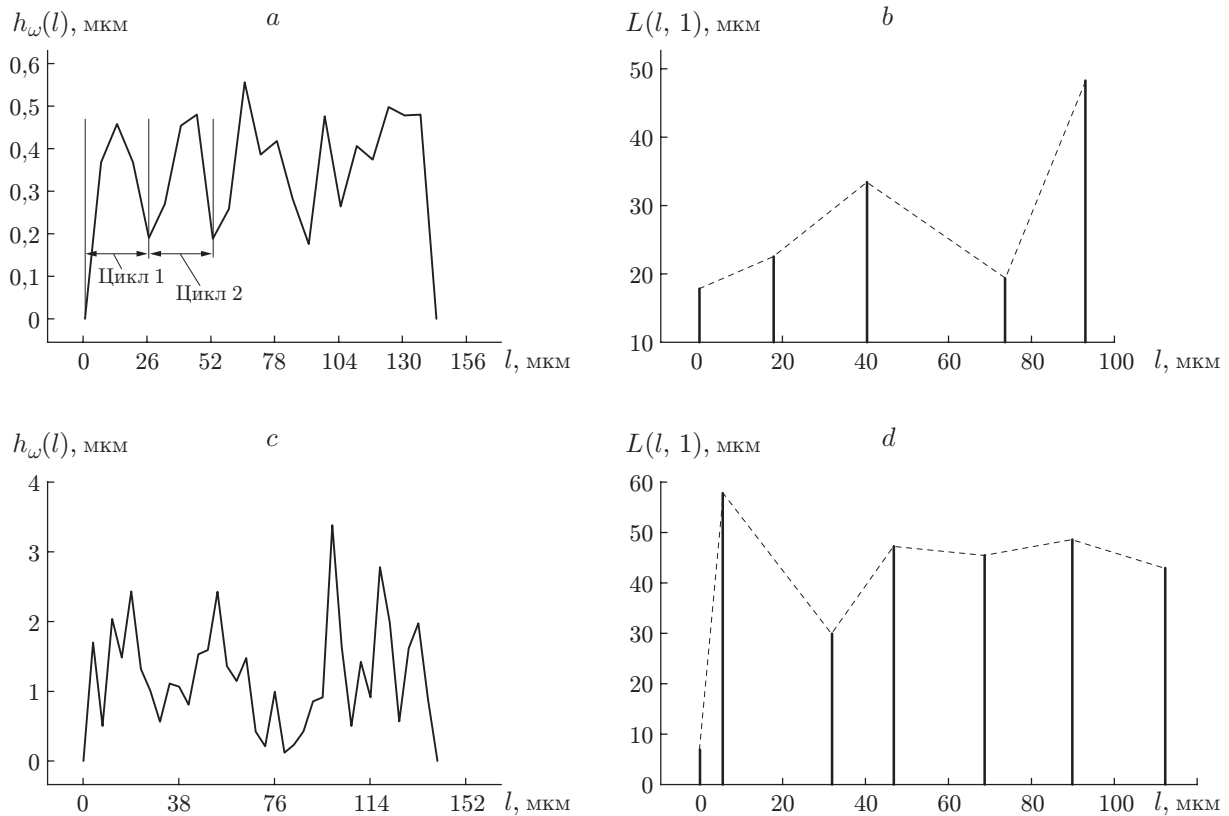 h_ω(l), мкм
a
0,6
0,5
0,4
0,3
0,2
0,1
0
Цикл 1
Цикл 2
0 26 52 78 104 130 156 l, мкм
L(l, 1), мкм
b
50
40
30
20
10
0 20 40 60 80 100 l, мкм
h_ω(l), мкм
c
4
3
2
1
0
0 38 76 114 152 l, мкм
L(l, 1), мкм
d
60
50
40
30
20
10
0
0 20 40 60 80 100 l, мкм